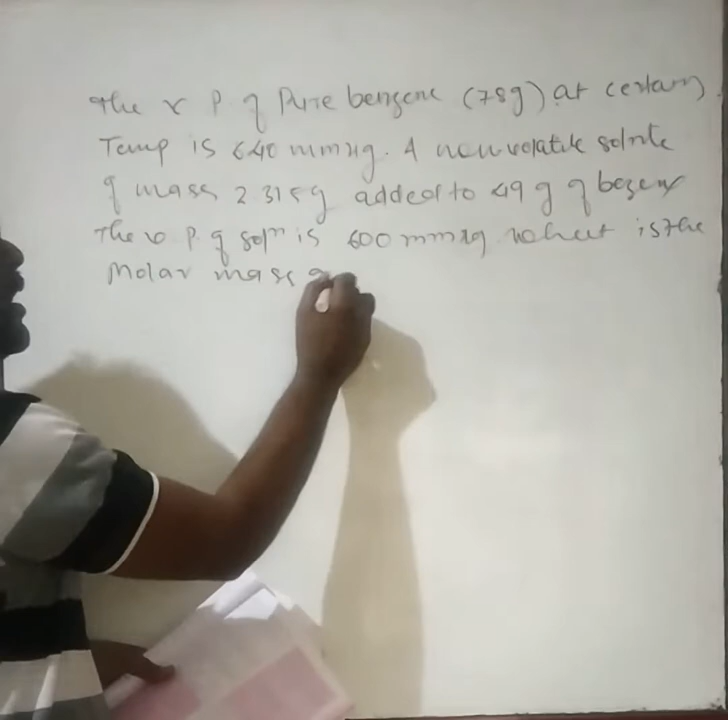 The V P of Pure benzene (78g) at certain
Temp is 640 mmHg. A non volatile solute
of mass 2 315g added to 49 g of bezene
The v P. of solⁿ is 600 mmHg what is the
Molar mass